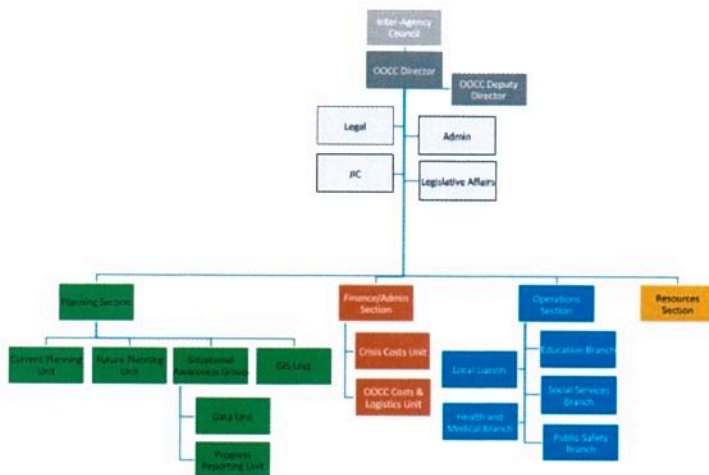 Inter-Agency
Council
OOCC Director
OOCC Deputy
Director
Legal
Admin
JIC
Legislative Affairs
Planning Section
Finance/Admin
Section
Operations
Section
Resources
Section
Current Planning
Unit
Future Planning
Unit
Situational
Awareness Group
GIS Unit
Crisis Costs Unit
Education Branch
Local Liaison
Data Unit
OOCC Costs &
Logistics Unit
Social Services
Branch
Health and
Medical Branch
Progress
Reporting Unit
Public Safety
Branch